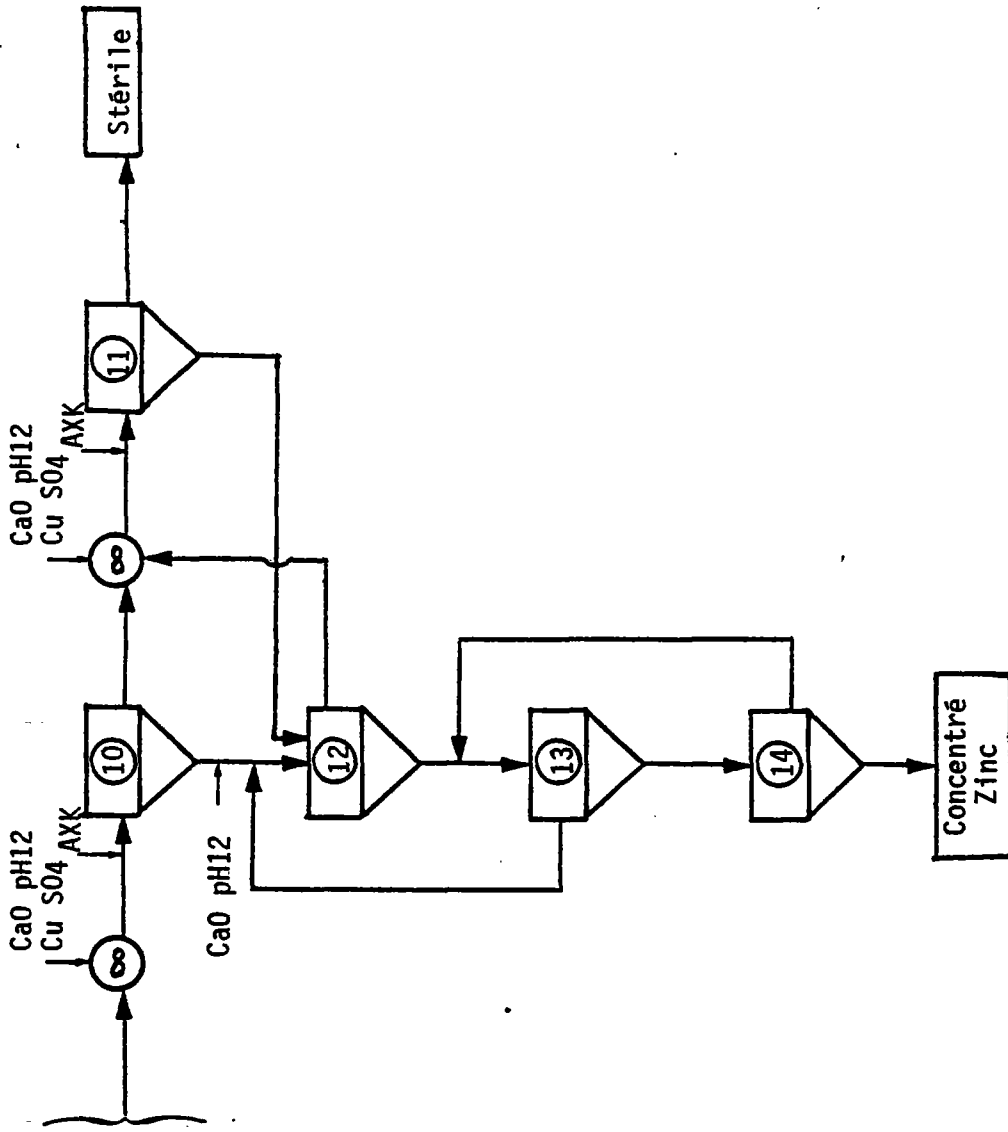 CaO pH12
Cu SO4
AXK
10
CaO pH12
Cu SO4
AXK
11
Stérile
CaO pH12
12
13
14
Concentré
Zinc